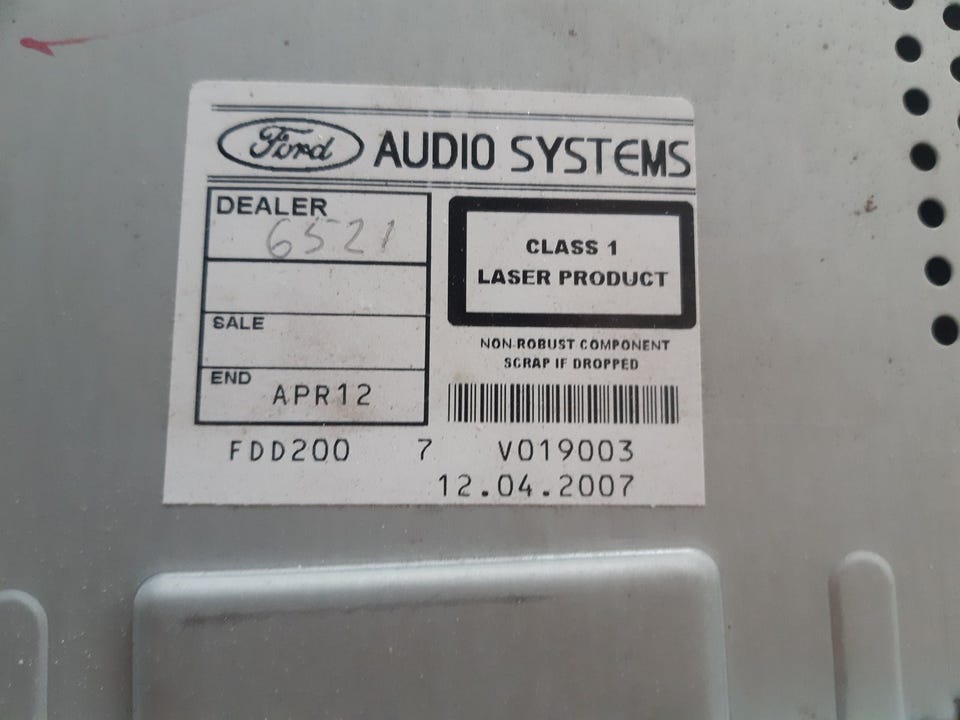 Ford AUDIO SYSTEMS
DEALER
6521
SALE
END
APR12
CLASS 1
LASER PRODUCT
NON-ROBUST COMPONENT
SCRAP IF DROPPED
FDD200 7 V019003
12.04.2007